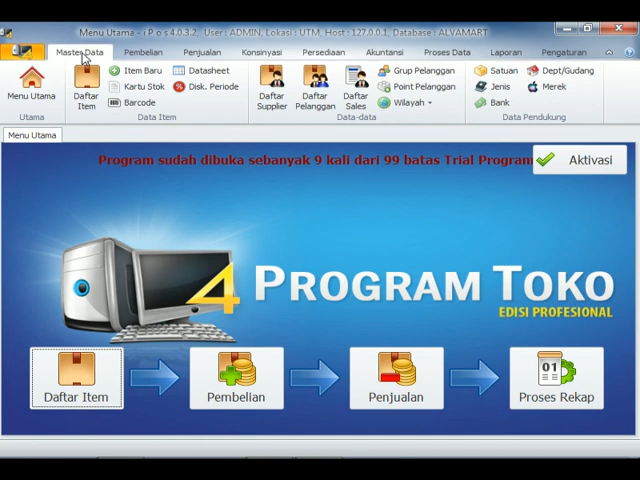 Menu Utama - i P o s 4.0.3.2, User : ADMIN, Lokasi : UTM, Host : 127.0.0.1, Database : ALVAMART
Master Data Pembelian Penjualan Konsinyasi Persediaan Akuntansi Proses Data Laporan Pengaturan
Menu Utama
Utama
Daftar Item
Item Baru
Kartu Stok
Barcode
Datasheet
Disk. Periode
Data Item
Daftar Supplier
Daftar Pelanggan
Daftar Sales
Grup Pelanggan
Point Pelanggan
Wilayah
Data-data
Satuan
Jenis
Bank
Dept/Gudang
Merek
Data Pendukung
Menu Utama
Program sudah dibuka sebanyak 9 kali dari 99 batas Trial Program
Aktivasi
4 PROGRAM TOKO
EDISI PROFESIONAL
Daftar Item
Pembelian
Penjualan
01
Proses Rekap